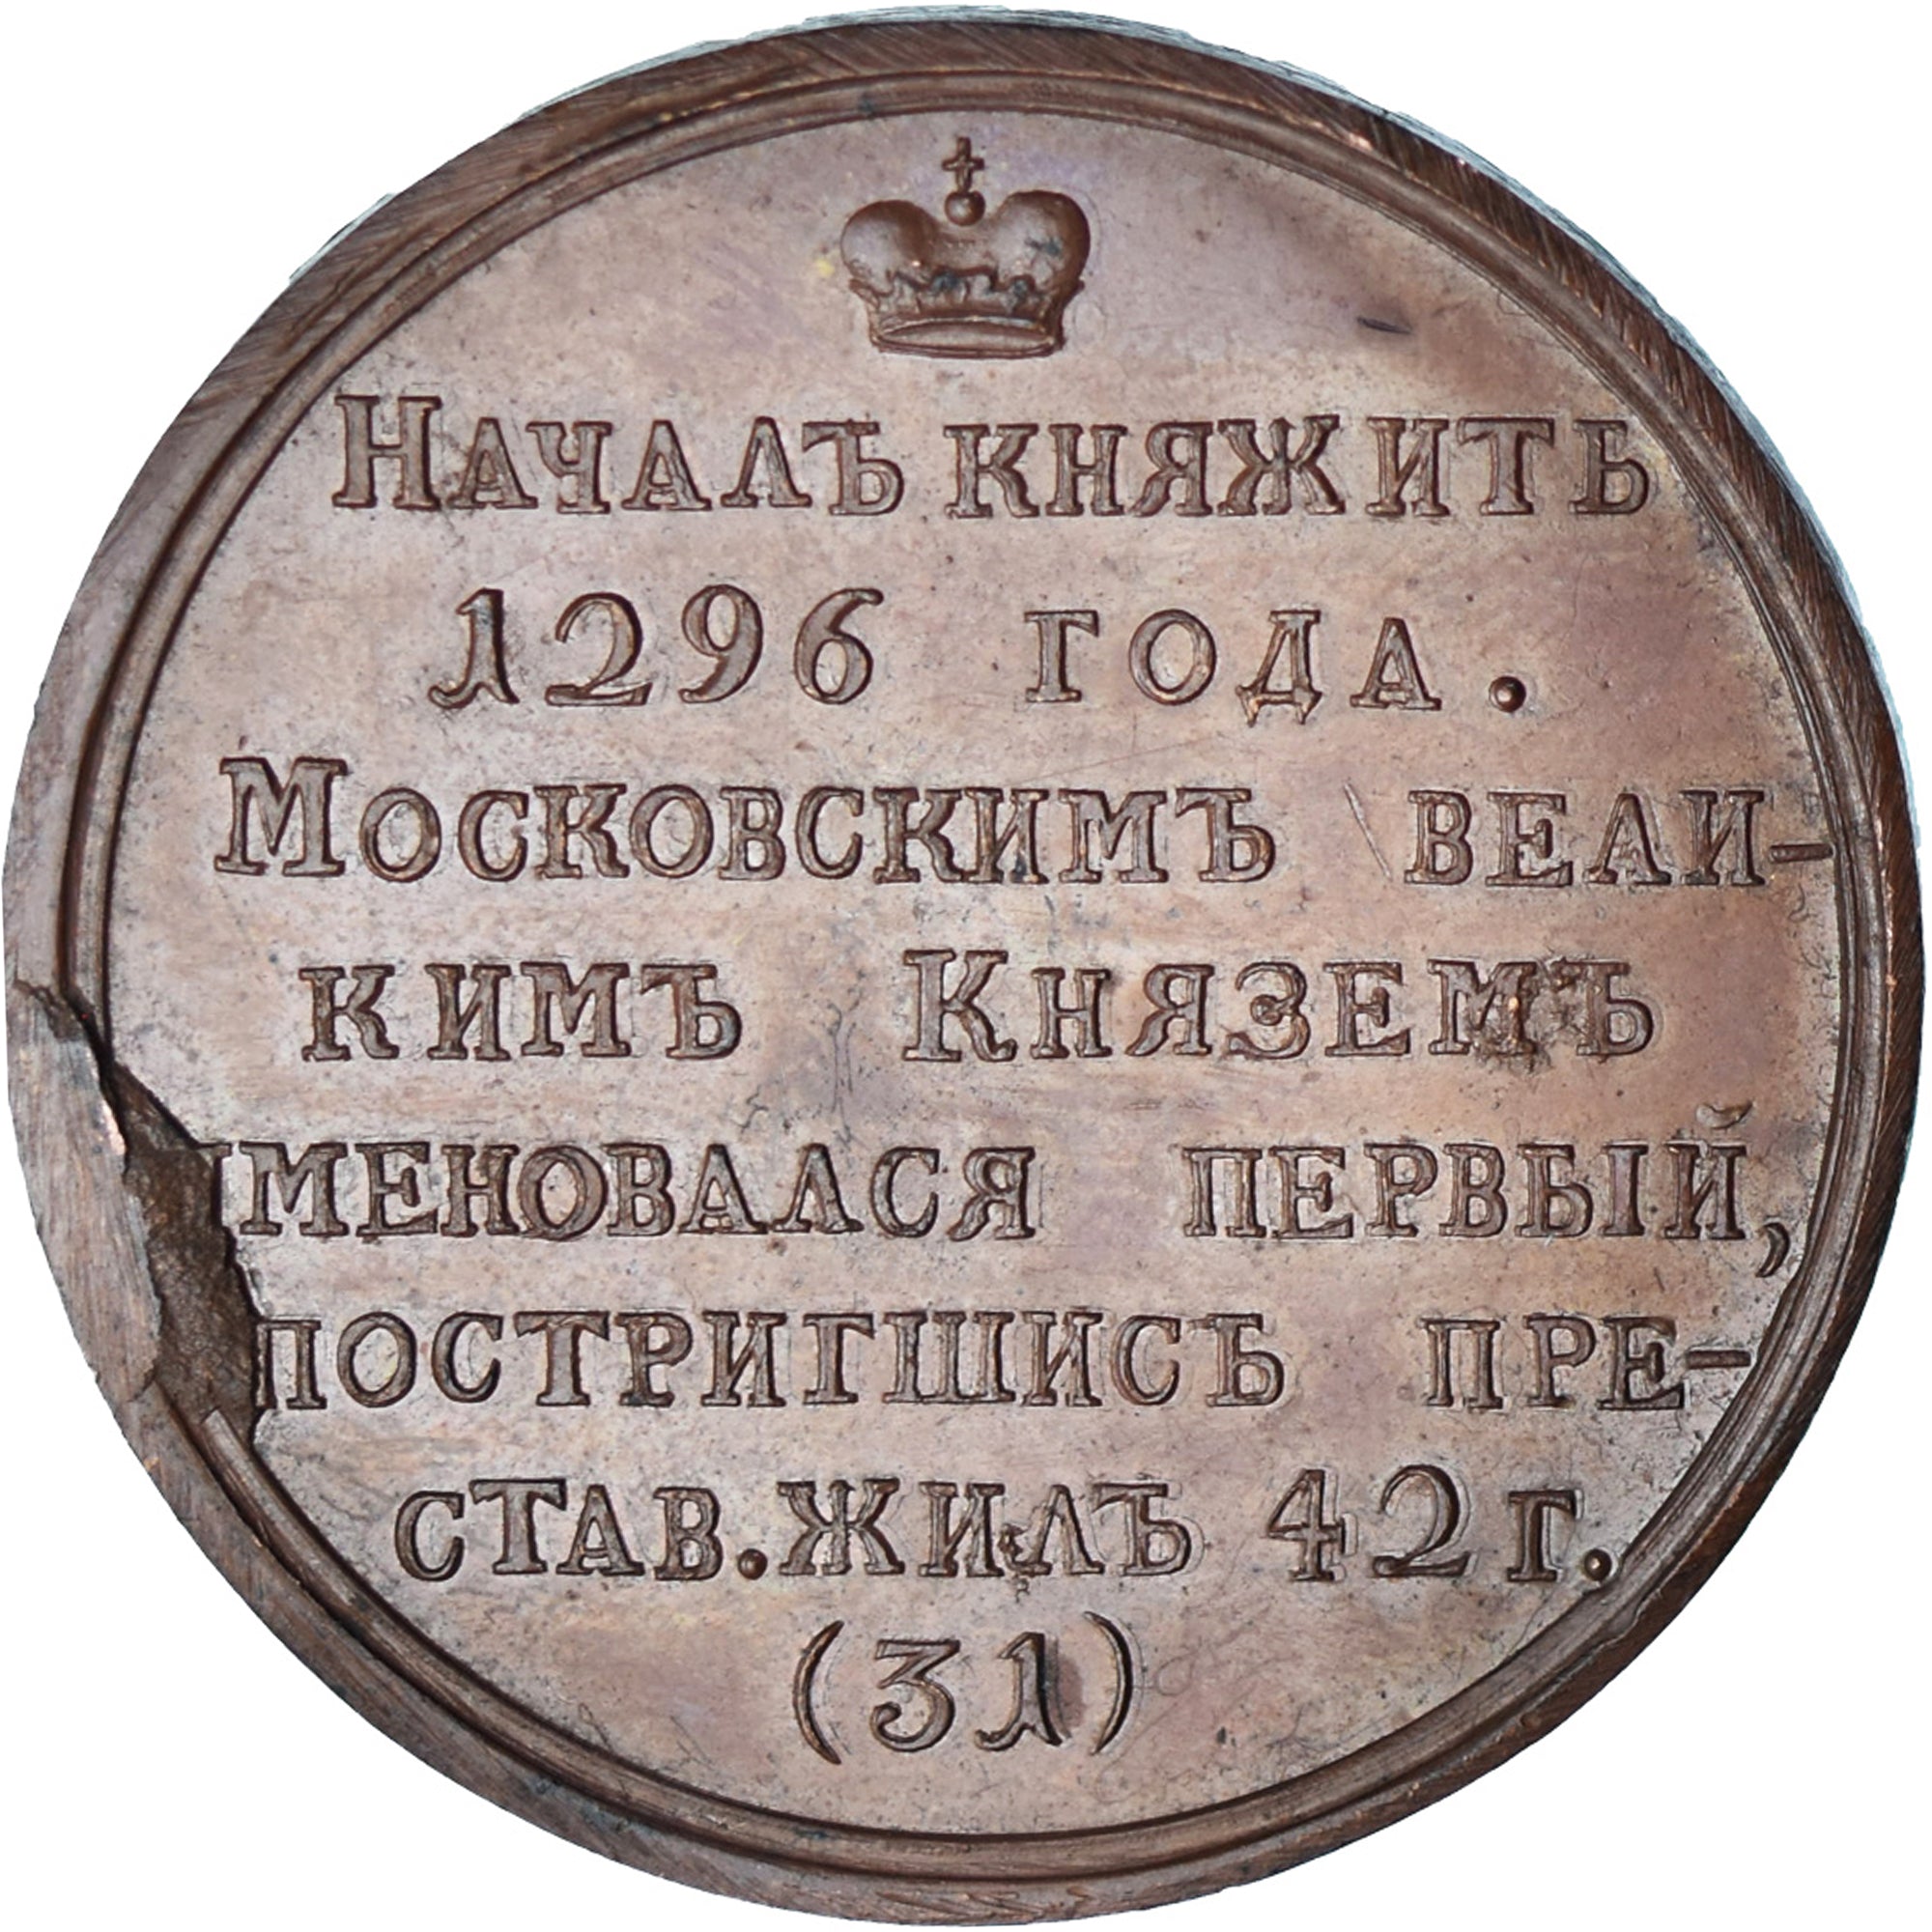 Началъ княжить
1296 года.
Московскимъ вели-
кимъ Княземъ
именовался первый,
постригшись пре-
став. жилъ 42 г.
(31)